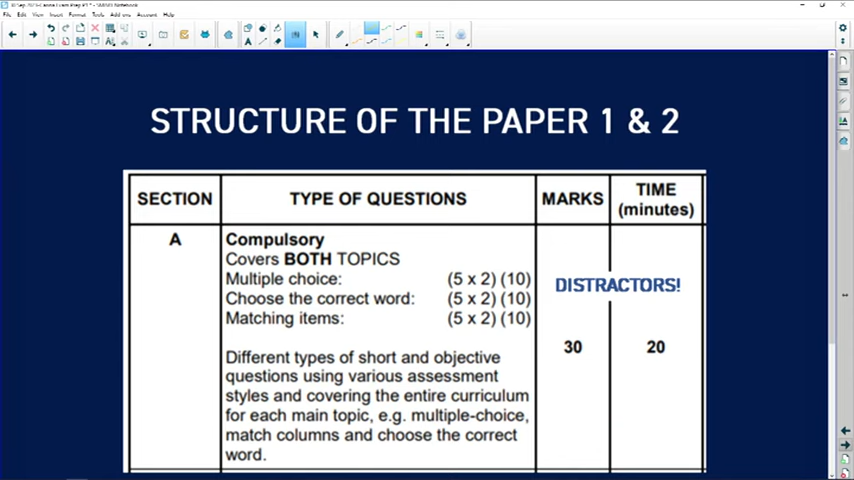 File Edit View Insert Format Tools Add-ons Account Help
STRUCTURE OF THE PAPER 1 & 2
SECTION TYPE OF QUESTIONS MARKS TIME (minutes)
A Compulsory
Covers BOTH TOPICS
Multiple choice: (5 x 2) (10)
DISTRACTORS!
Choose the correct word: (5 x 2) (10)
Matching items: (5 x 2) (10)
30 20
Different types of short and objective
questions using various assessment
styles and covering the entire curriculum
for each main topic, e.g. multiple-choice,
match columns and choose the correct
word.